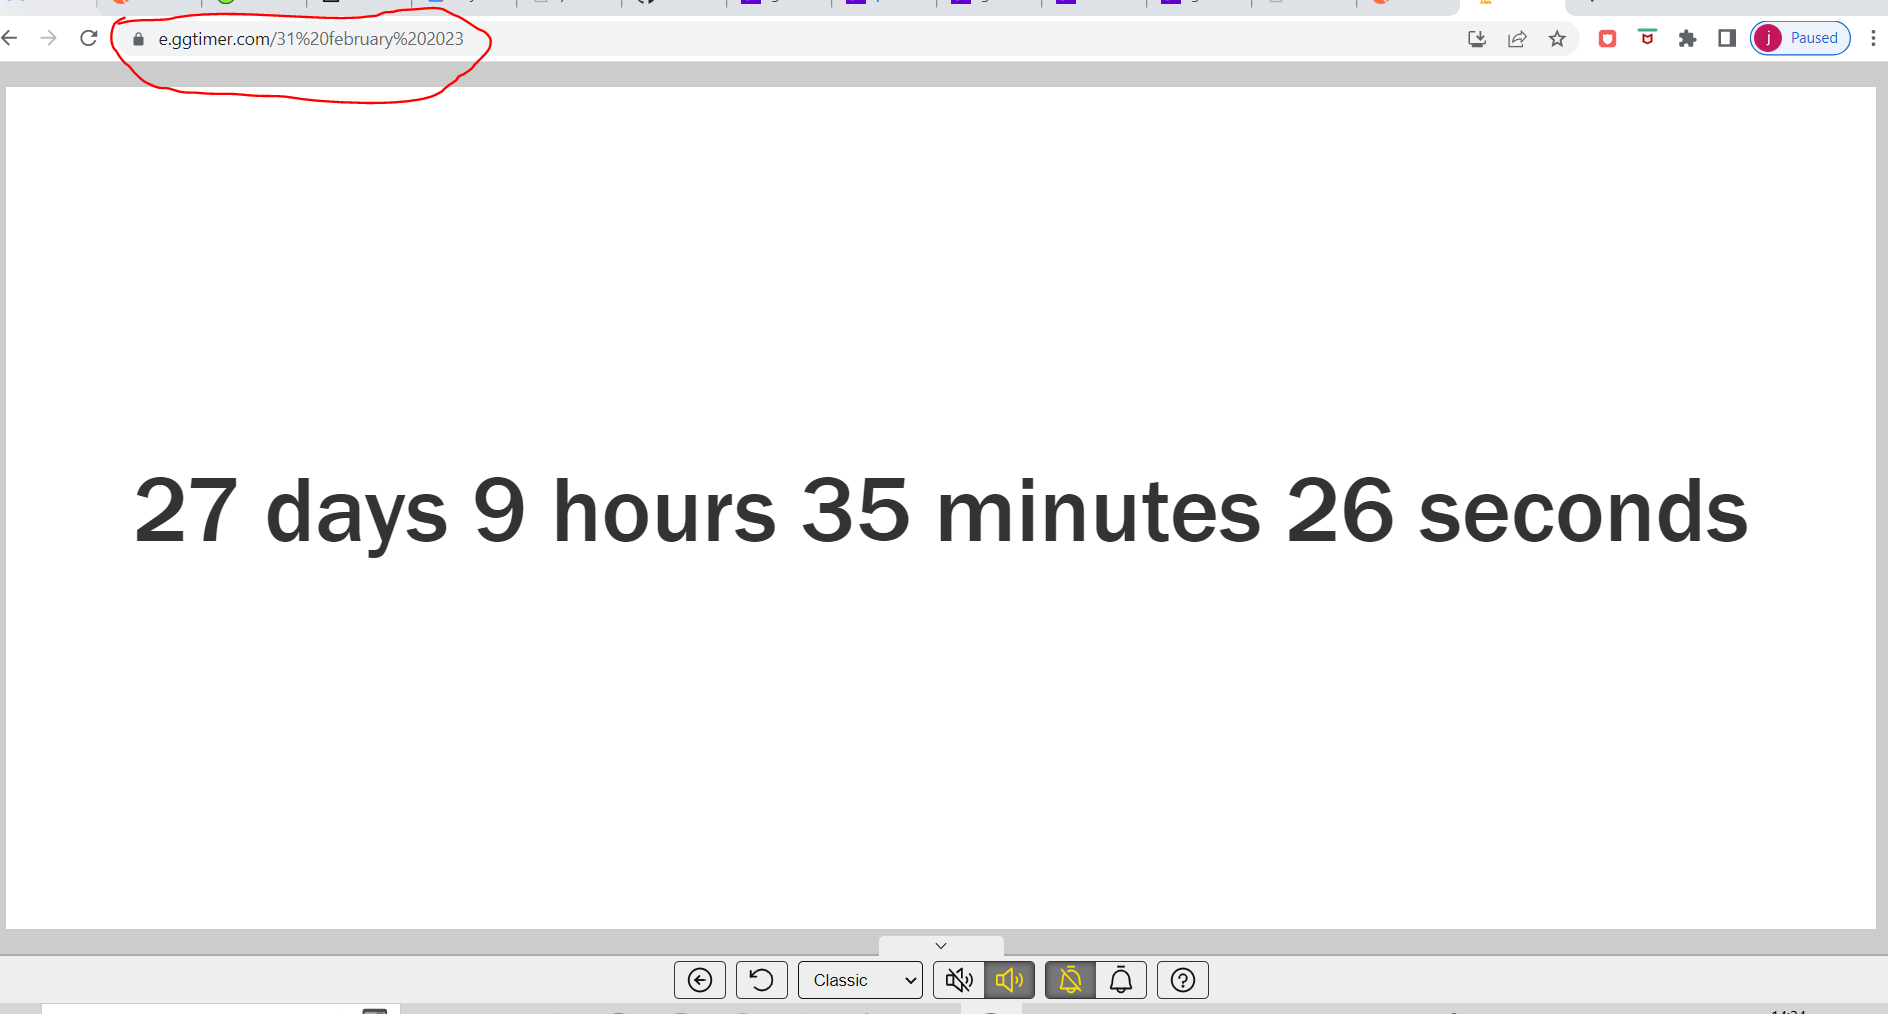 e.ggtimer.com/31%20february%202023
j Paused
27 days 9 hours 35 minutes 26 seconds
Classic